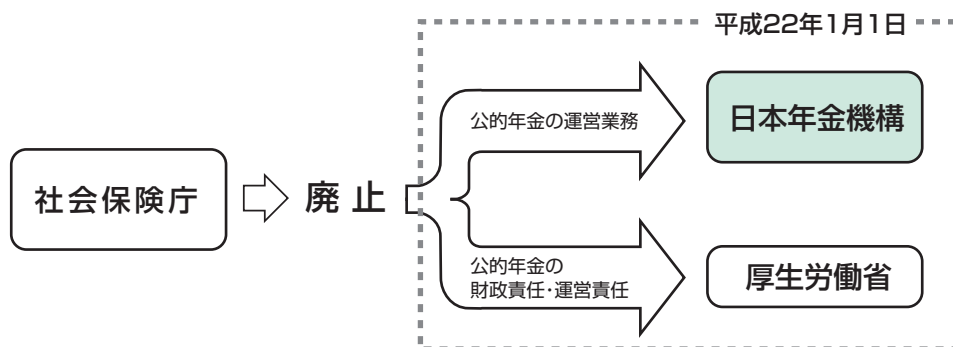 平成22年1月1日
公的年金の運営業務
日本年金機構
社会保険庁
廃止
公的年金の
財政責任・運営責任
厚生労働省